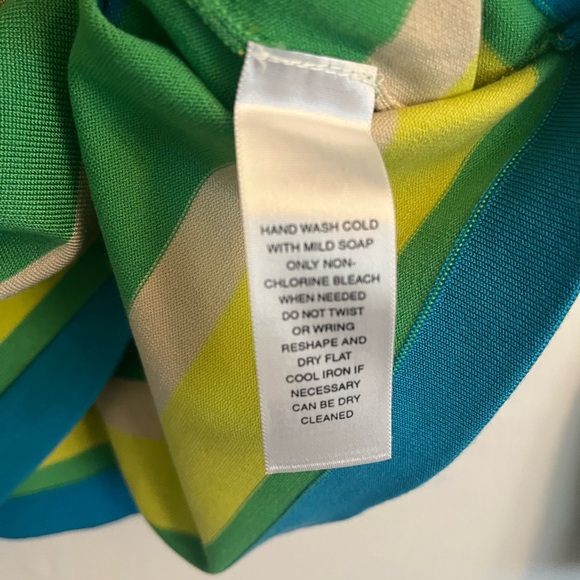 HAND WASH COLD
WITH MILD SOAP
ONLY NON-
CHLORINE BLEACH
WHEN NEEDED
DO NOT TWIST
OR WRING
RESHAPE AND
DRY FLAT
COOL IRON IF
NECESSARY
CAN BE DRY
CLEANED